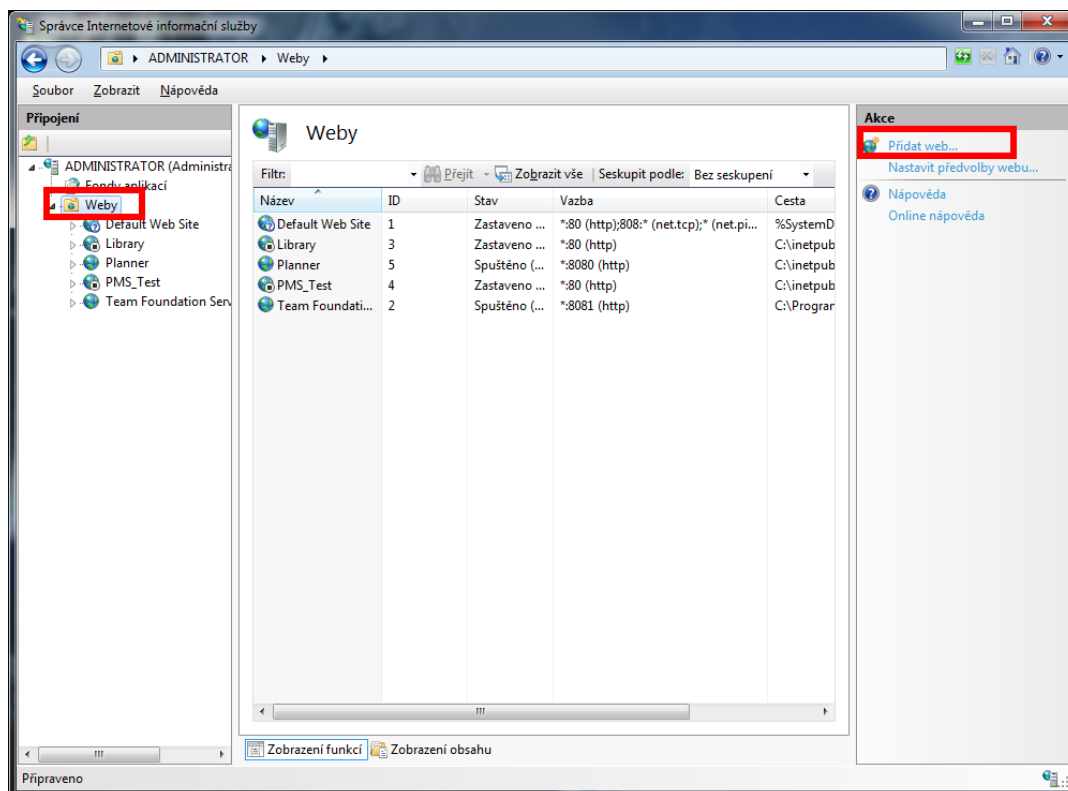 Správce Internetové informační služby
ADMINISTRATOR Weby
Soubor Zobrazit Nápověda
Připojení
ADMINISTRATOR (Administra
Fondy aplikací
Weby
Default Web Site
Library
Planner
PMS_Test
Team Foundation Serv
Weby
Filtr: Přejít Zobrazit vše Seskupit podle: Bez seskupení
Název ID Stav Vazba Cesta
Default Web Site 1 Zastaveno ... *:80 (http);808:* (net.tcp);* (net.pi... %SystemD
Library 3 Zastaveno ... *:80 (http) C:\inetpub
Planner 5 Spuštěno (... *:8080 (http) C:\inetpub
PMS_Test 4 Zastaveno ... *:80 (http) C:\inetpub
Team Foundati... 2 Spuštěno (... *:8081 (http) C:\Program
Zobrazení funkcí Zobrazení obsahu
Akce
Přidat web...
Nastavit předvolby webu...
Nápověda
Online nápověda
Připraveno